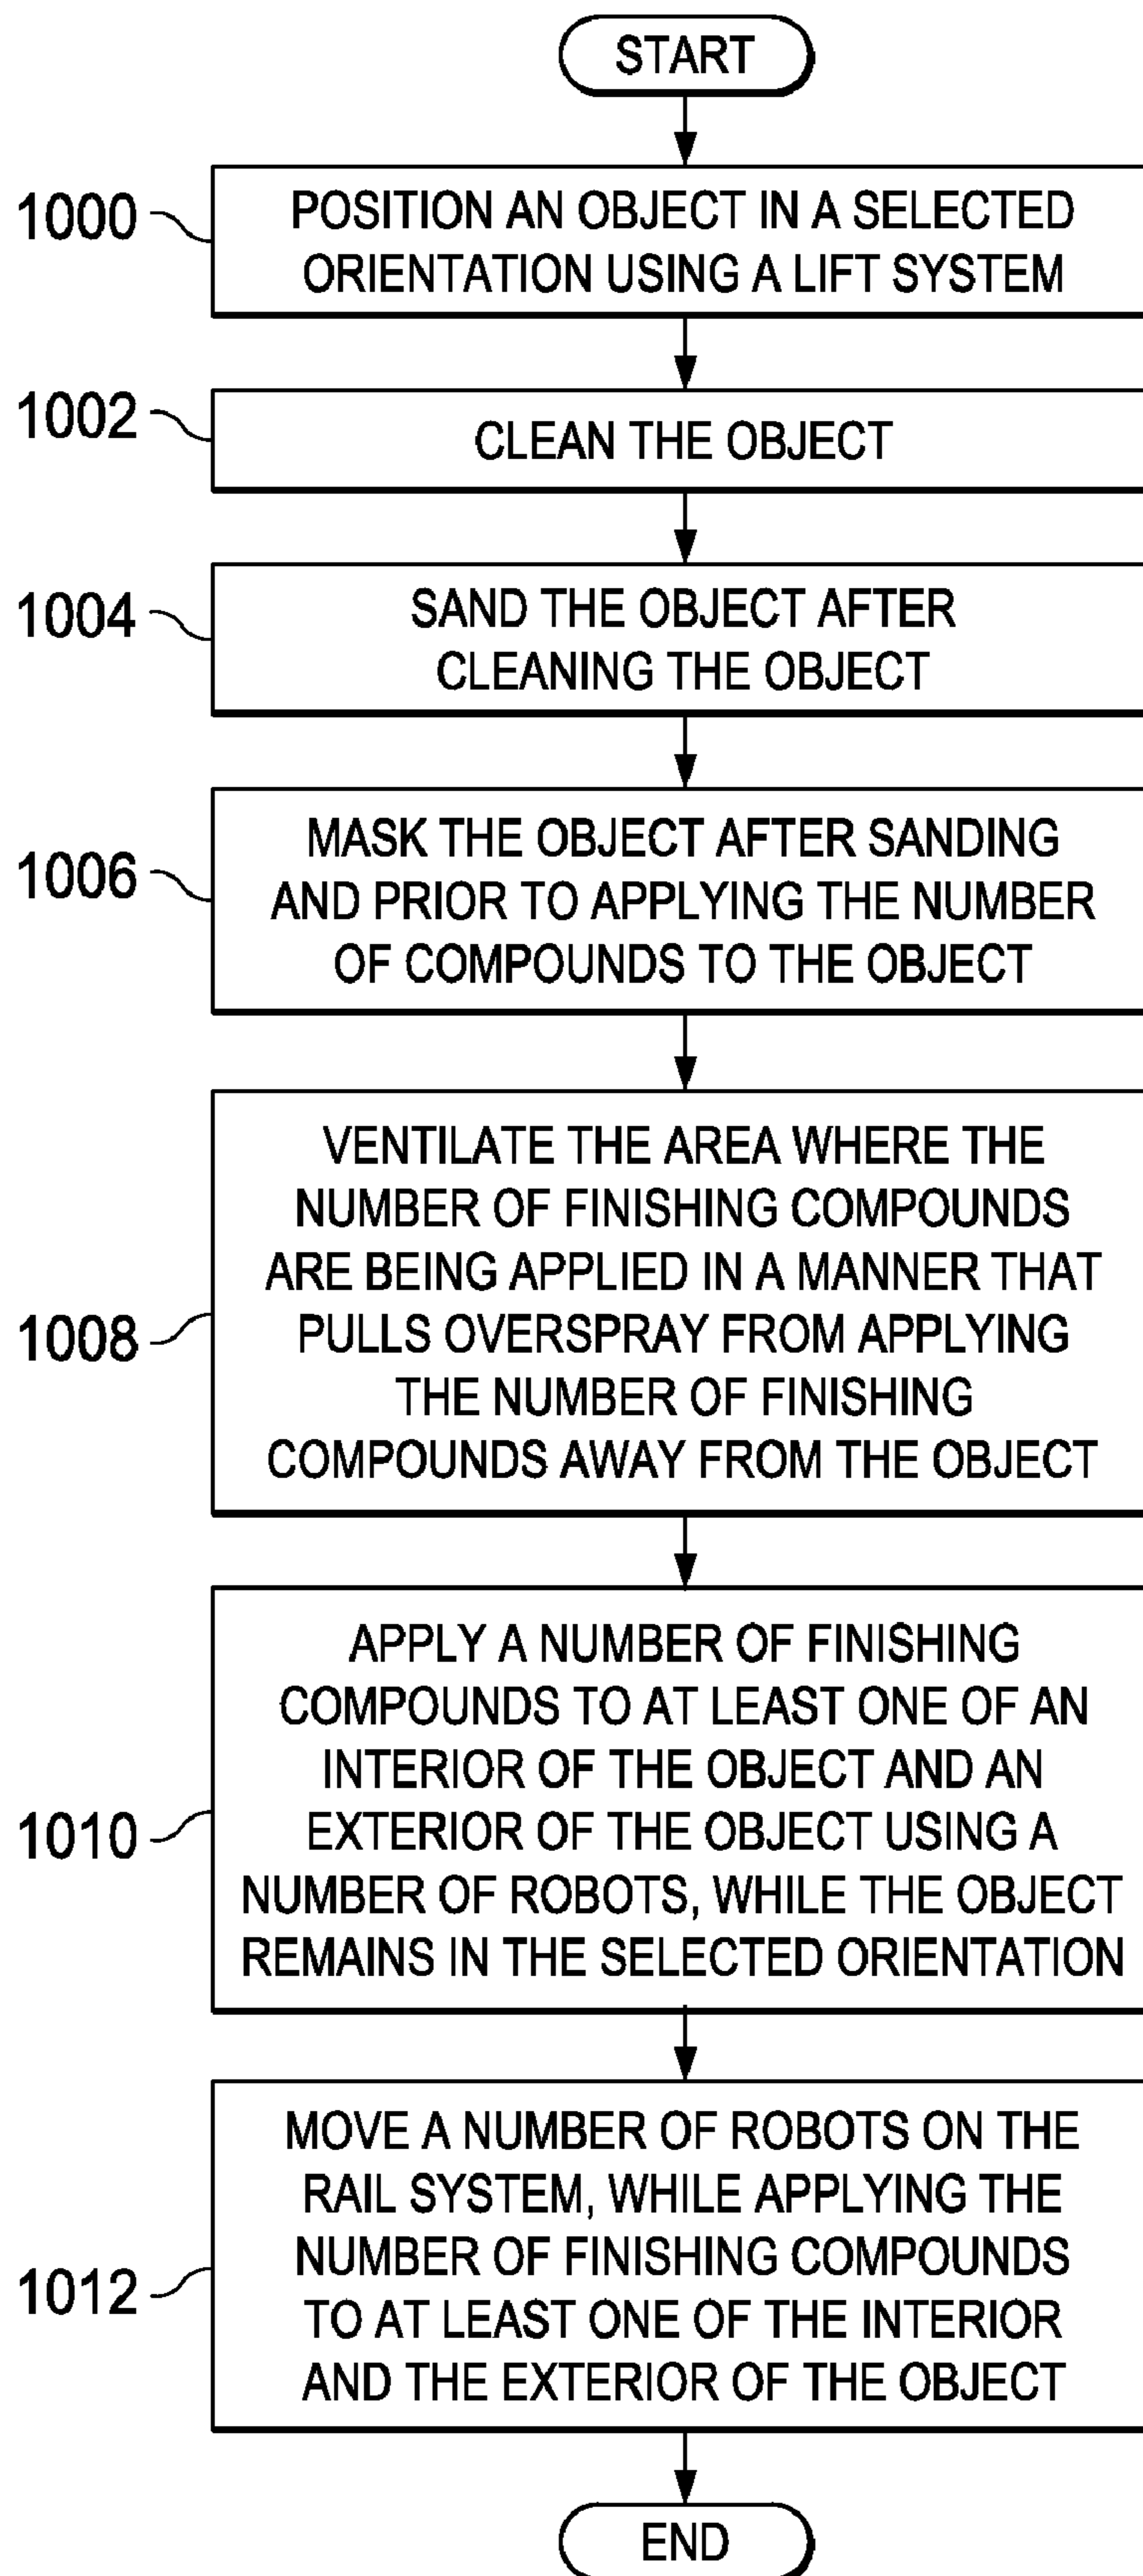 START
1000
POSITION AN OBJECT IN A SELECTED
ORIENTATION USING A LIFT SYSTEM
1002
CLEAN THE OBJECT
1004
SAND THE OBJECT AFTER
CLEANING THE OBJECT
1006
MASK THE OBJECT AFTER SANDING
AND PRIOR TO APPLYING THE NUMBER
OF COMPOUNDS TO THE OBJECT
1008
VENTILATE THE AREA WHERE THE
NUMBER OF FINISHING COMPOUNDS
ARE BEING APPLIED IN A MANNER THAT
PULLS OVERSPRAY FROM APPLYING
THE NUMBER OF FINISHING
COMPOUNDS AWAY FROM THE OBJECT
1010
APPLY A NUMBER OF FINISHING
COMPOUNDS TO AT LEAST ONE OF AN
INTERIOR OF THE OBJECT AND AN
EXTERIOR OF THE OBJECT USING A
NUMBER OF ROBOTS, WHILE THE OBJECT
REMAINS IN THE SELECTED ORIENTATION
1012
MOVE A NUMBER OF ROBOTS ON THE
RAIL SYSTEM, WHILE APPLYING THE
NUMBER OF FINISHING COMPOUNDS
TO AT LEAST ONE OF THE INTERIOR
AND THE EXTERIOR OF THE OBJECT
END